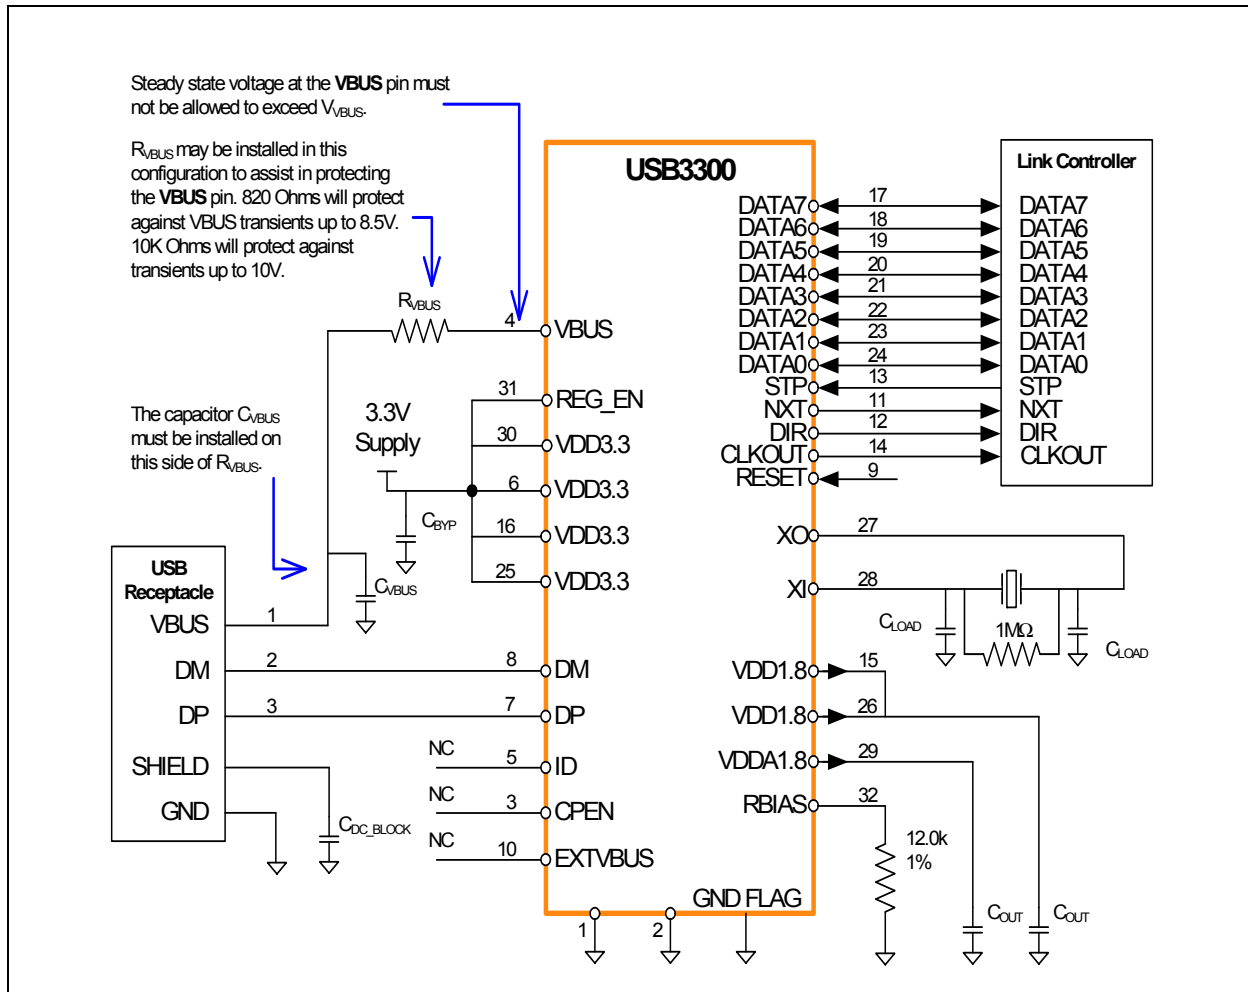 Steady state voltage at the VBUS pin must
not be allowed to exceed VVBUS.
RVBUS may be installed in this
configuration to assist in protecting
the VBUS pin. 820 Ohms will protect
against VBUS transients up to 8.5V.
10K Ohms will protect against
transients up to 10V.
RVBUS
The capacitor CVBUS
must be installed on
this side of RVBUS.
3.3V
Supply
CBYP
CVBUS
USB
Receptacle
VBUS 1
DM 2
DP 3
SHIELD
GND
CDC_BLOCK
USB3300
4 VBUS
31 REG_EN
30 VDD3.3
6 VDD3.3
16 VDD3.3
25 VDD3.3
8 DM
7 DP
NC 5 ID
NC 3 CPEN
NC 10 EXTVBUS
1
2
GND FLAG
Link Controller
DATA7 17 DATA7
DATA6 18 DATA6
DATA5 19 DATA5
DATA4 20 DATA4
DATA3 21 DATA3
DATA2 22 DATA2
DATA1 23 DATA1
DATA0 24 DATA0
STP 13 STP
NXT 11 NXT
DIR 12 DIR
CLKOUT 14 CLKOUT
RESET 9
XO 27
XI 28
CLOAD
1MΩ
CLOAD
VDD1.8 15
VDD1.8 26
VDDA1.8 29
RBIAS 32
12.0k
1%
COUT
COUT